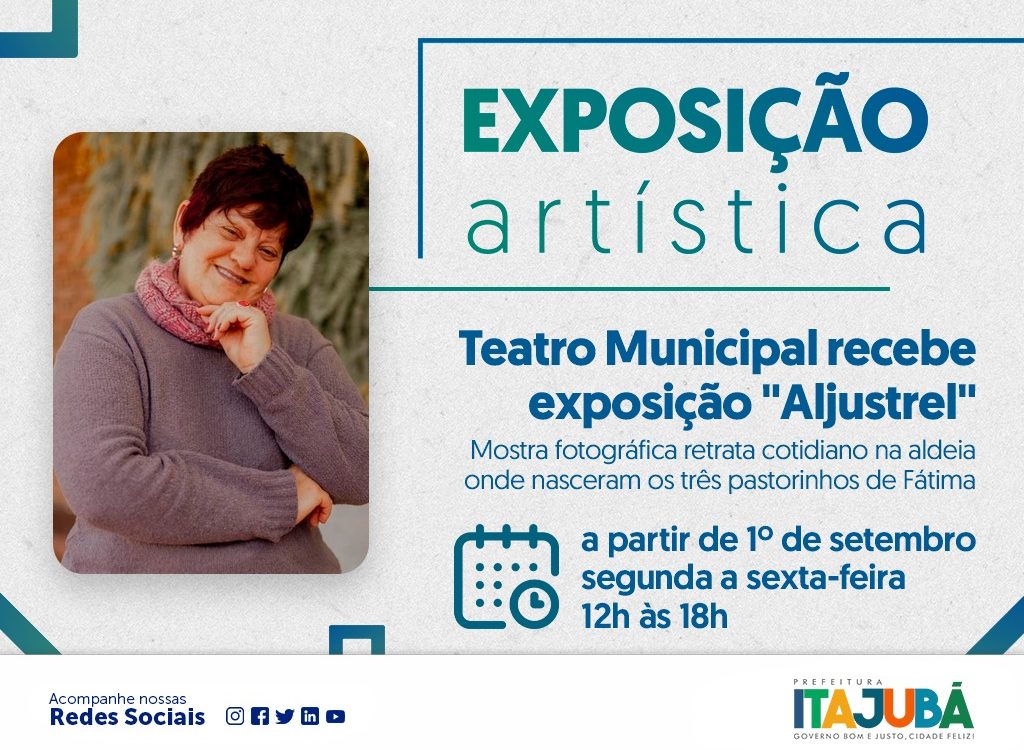 EXPOSIÇÃO
artística
Teatro Municipal recebe
exposição "Aljustrel"
Mostra fotográfica retrata cotidiano na aldeia
onde nasceram os três pastorinhos de Fátima
a partir de 1º de setembro
segunda a sexta-feira
12h às 18h
Acompanhe nossas
Redes Sociais
PREFEITURA
ITAJUBÁ
GOVERNO BOM E JUSTO, CIDADE FELIZ!